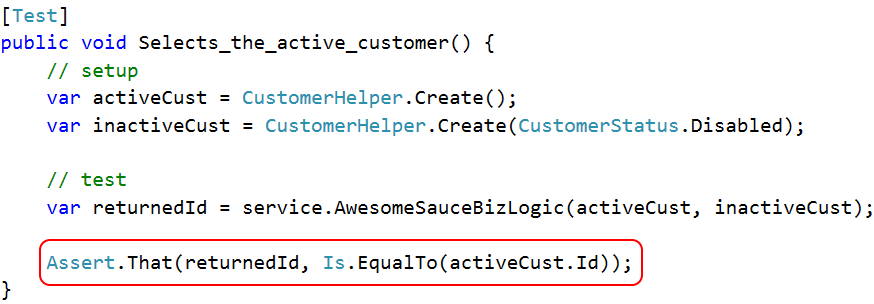 [Test]
public void Selects_the_active_customer() {
    // setup
    var activeCust = CustomerHelper.Create();
    var inactiveCust = CustomerHelper.Create(CustomerStatus.Disabled);

    // test
    var returnedId = service.AwesomeSauceBizLogic(activeCust, inactiveCust);

    Assert.That(returnedId, Is.EqualTo(activeCust.Id));
}